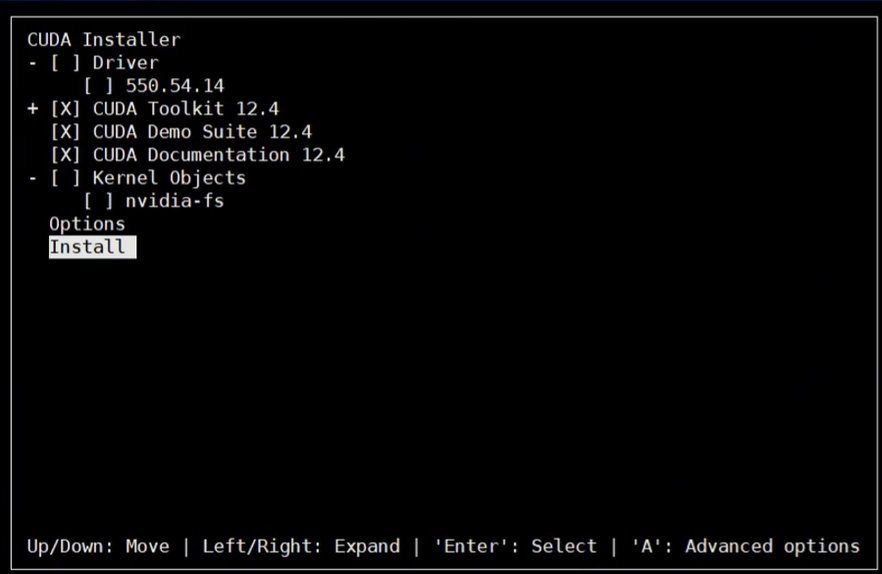 CUDA Installer
- [ ] Driver
[ ] 550.54.14
+ [X] CUDA Toolkit 12.4
[X] CUDA Demo Suite 12.4
[X] CUDA Documentation 12.4
- [ ] Kernel Objects
[ ] nvidia-fs
Options
Install
Up/Down: Move | Left/Right: Expand | 'Enter': Select | 'A': Advanced options